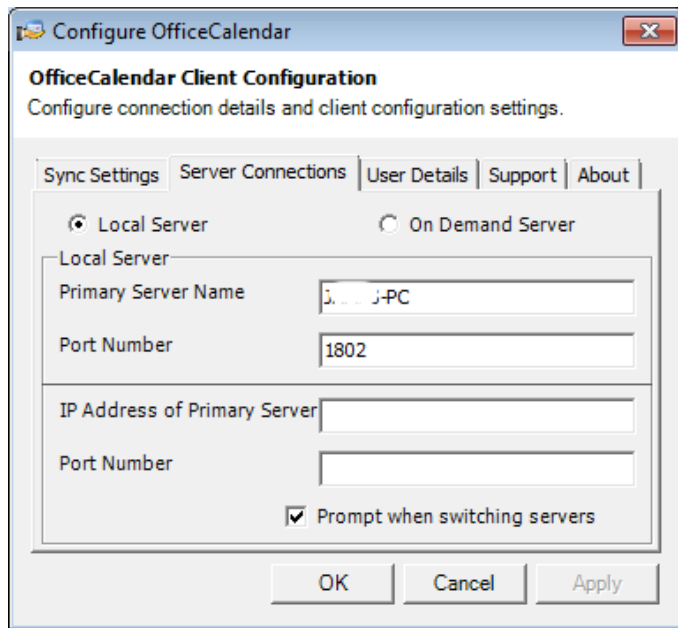 Configure OfficeCalendar
OfficeCalendar Client Configuration
Configure connection details and client configuration settings.
Sync Settings Server Connections User Details Support About
Local Server On Demand Server
Local Server
Primary Server Name -PC
Port Number 1802
IP Address of Primary Server
Port Number
Prompt when switching servers
OK Cancel Apply